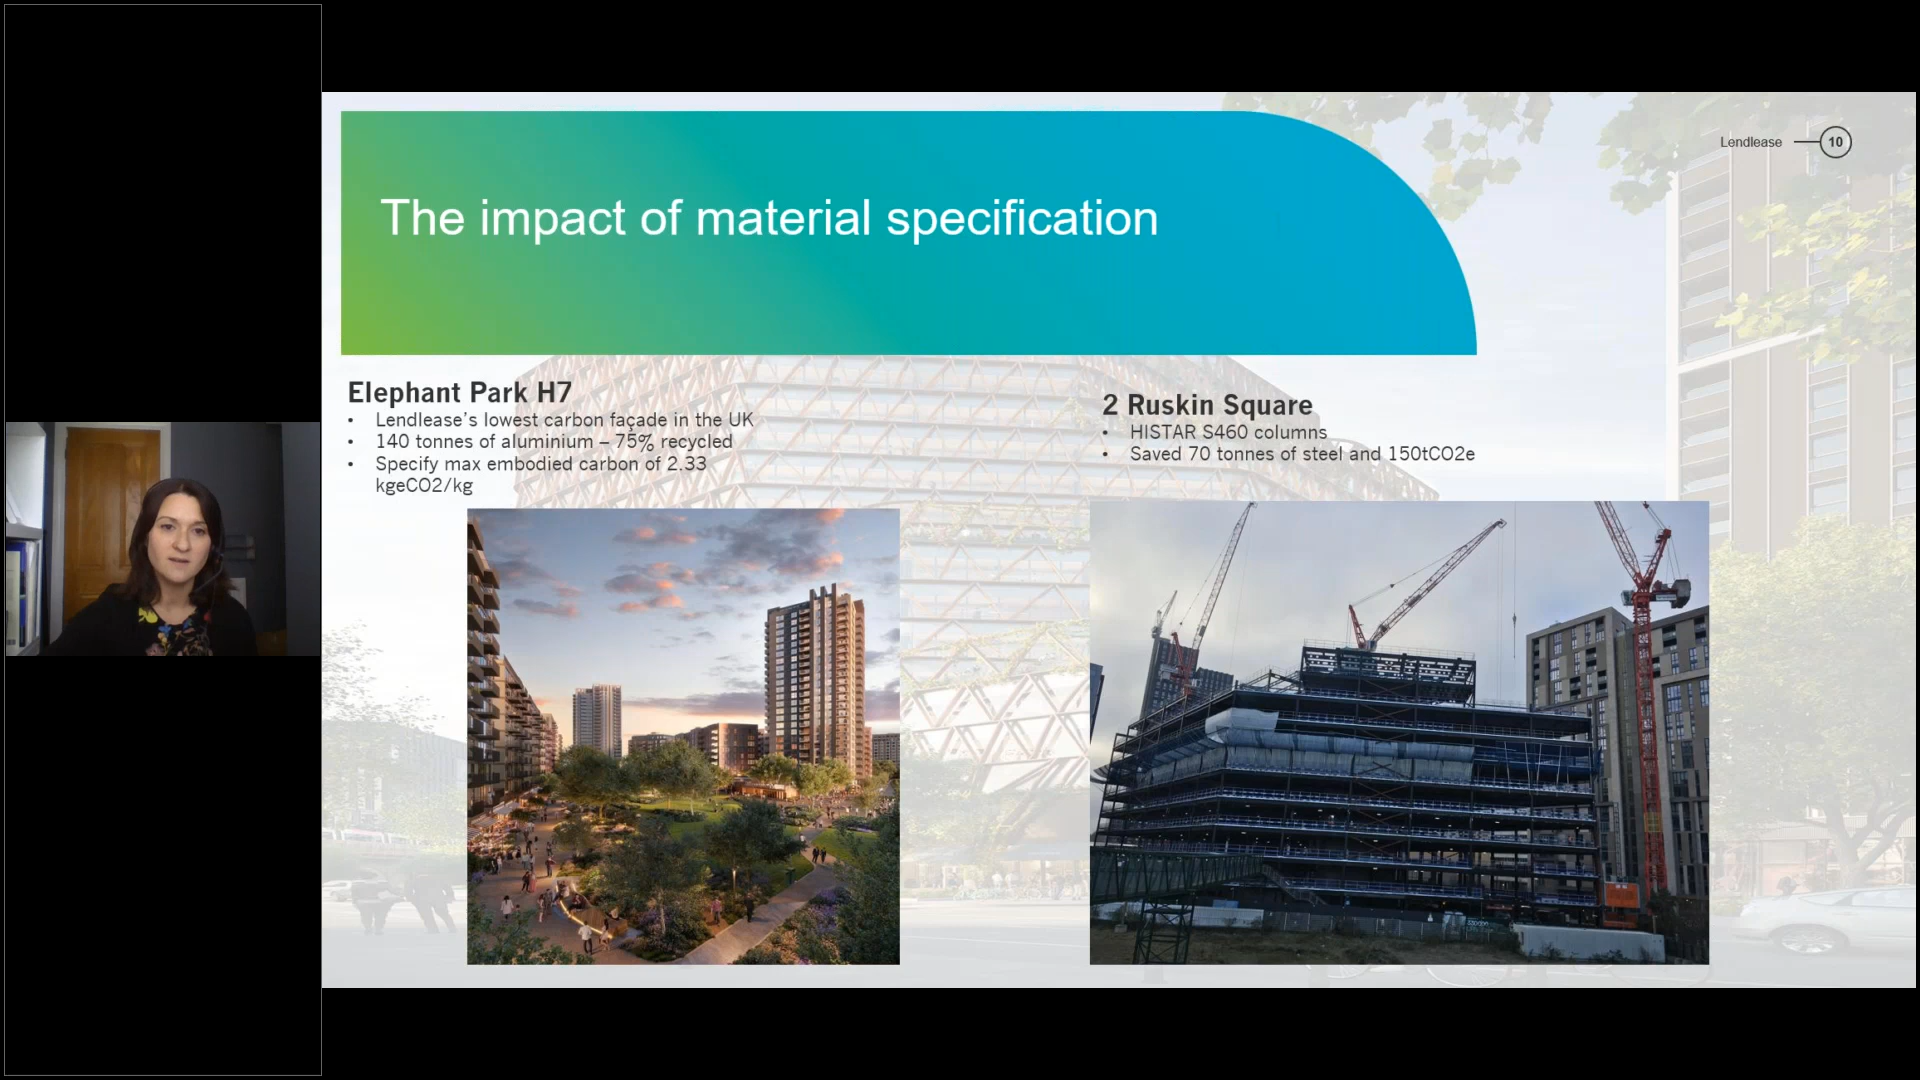 Lendlease
10
The impact of material specification
Elephant Park H7
• Lendlease’s lowest carbon façade in the UK
• 140 tonnes of aluminium – 75% recycled
• Specify max embodied carbon of 2.33
kgeCO2/kg
2 Ruskin Square
• HISTAR S460 columns
• Saved 70 tonnes of steel and 150tCO2e